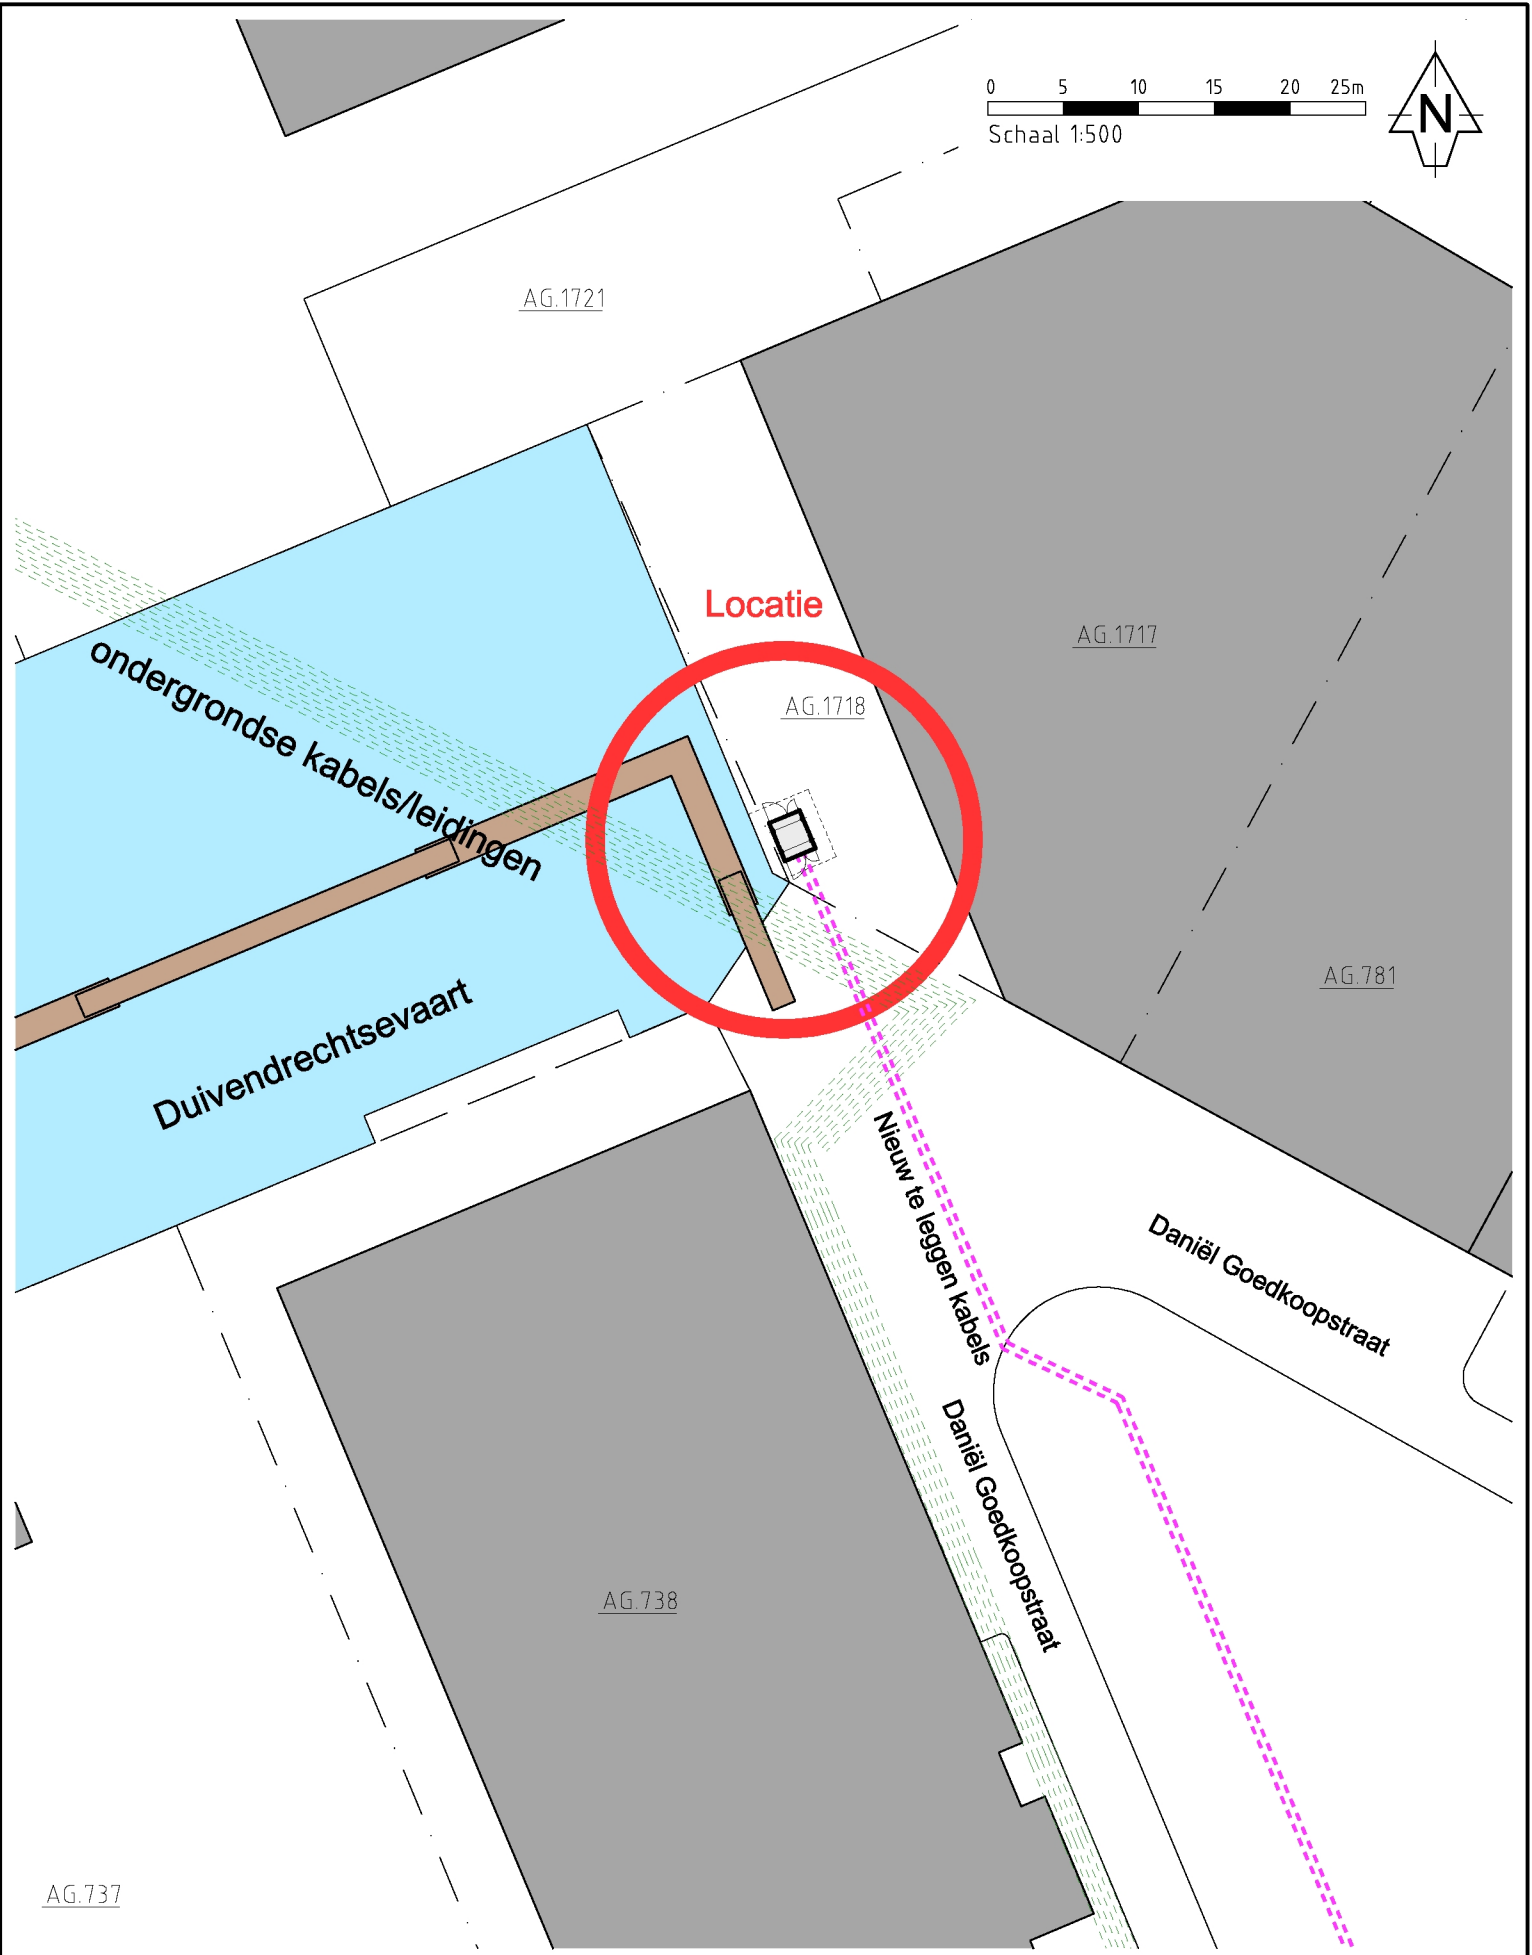 0 5 10 15 20 25m
Schaal 1:500
N
AG.1721
Locatie
AG.1717
AG.1718
ondergrondse kabels/leidingen
AG.781
Duivendrechtsevaart
Nieuw te leggen kabels
Daniël Goedkoopstraat
Daniël Goedkoopstraat
AG.738
AG.737